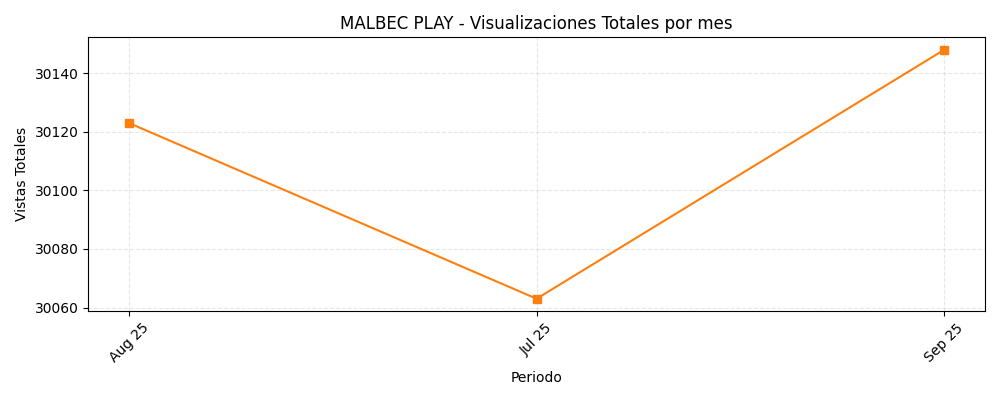 MALBEC PLAY - Visualizaciones Totales por mes
Vistas Totales
30140
30120
30100
30080
30060
Aug 25
Jul 25
Sep 25
Periodo